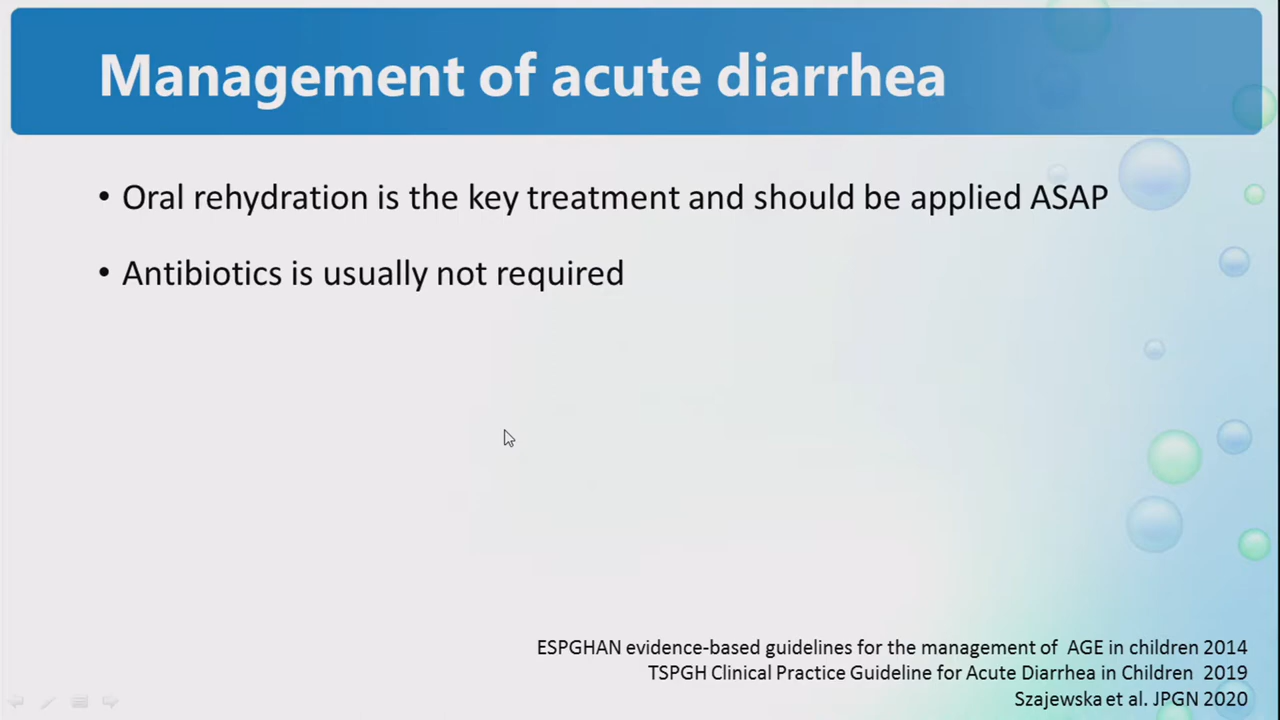 Management of acute diarrhea
• Oral rehydration is the key treatment and should be applied ASAP
• Antibiotics is usually not required
ESPGHAN evidence-based guidelines for the management of AGE in children 2014
TSPGH Clinical Practice Guideline for Acute Diarrhea in Children 2019
Szajewska et al. JPGN 2020